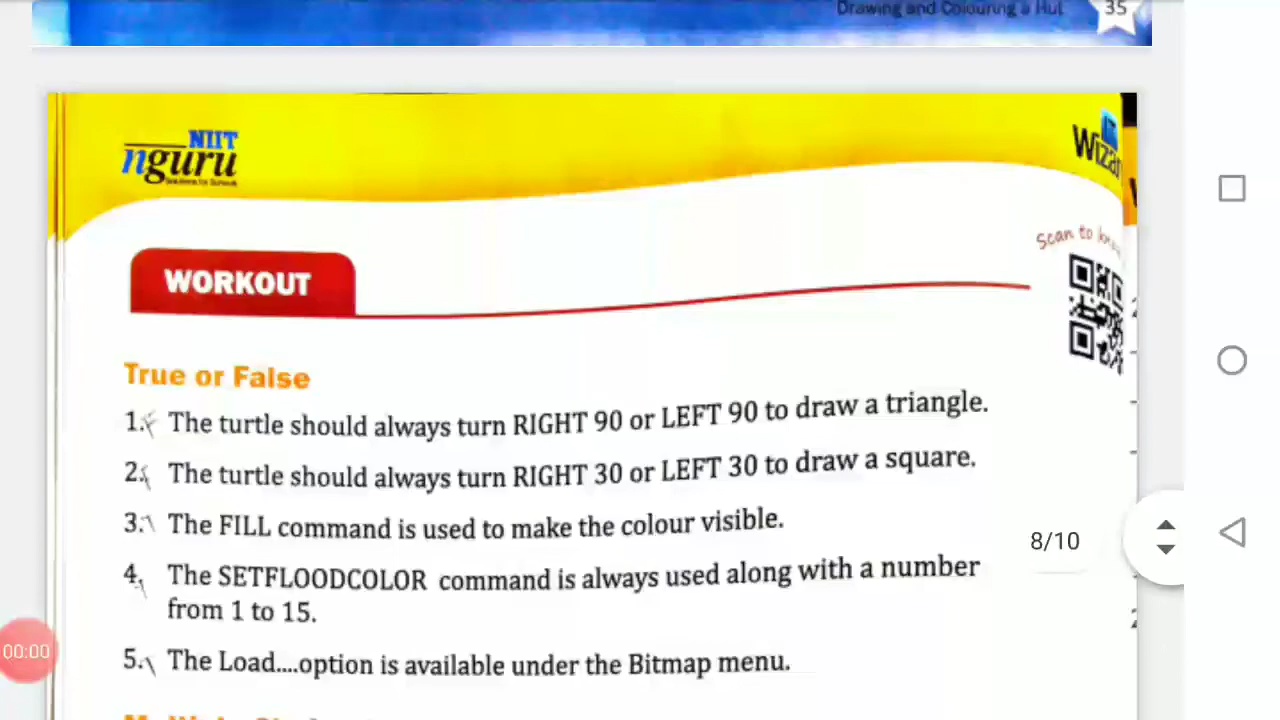 Drawing and Colouring a Hut 35
NIIT
nguru
WORKOUT
Scan to
True or False
1. The turtle should always turn RIGHT 90 or LEFT 90 to draw a triangle.
2. The turtle should always turn RIGHT 30 or LEFT 30 to draw a square.
3. The FILL command is used to make the colour visible.
4. The SETFLOODCOLOR command is always used along with a number
from 1 to 15.
8/10
5. The Load....option is available under the Bitmap menu.
00:00